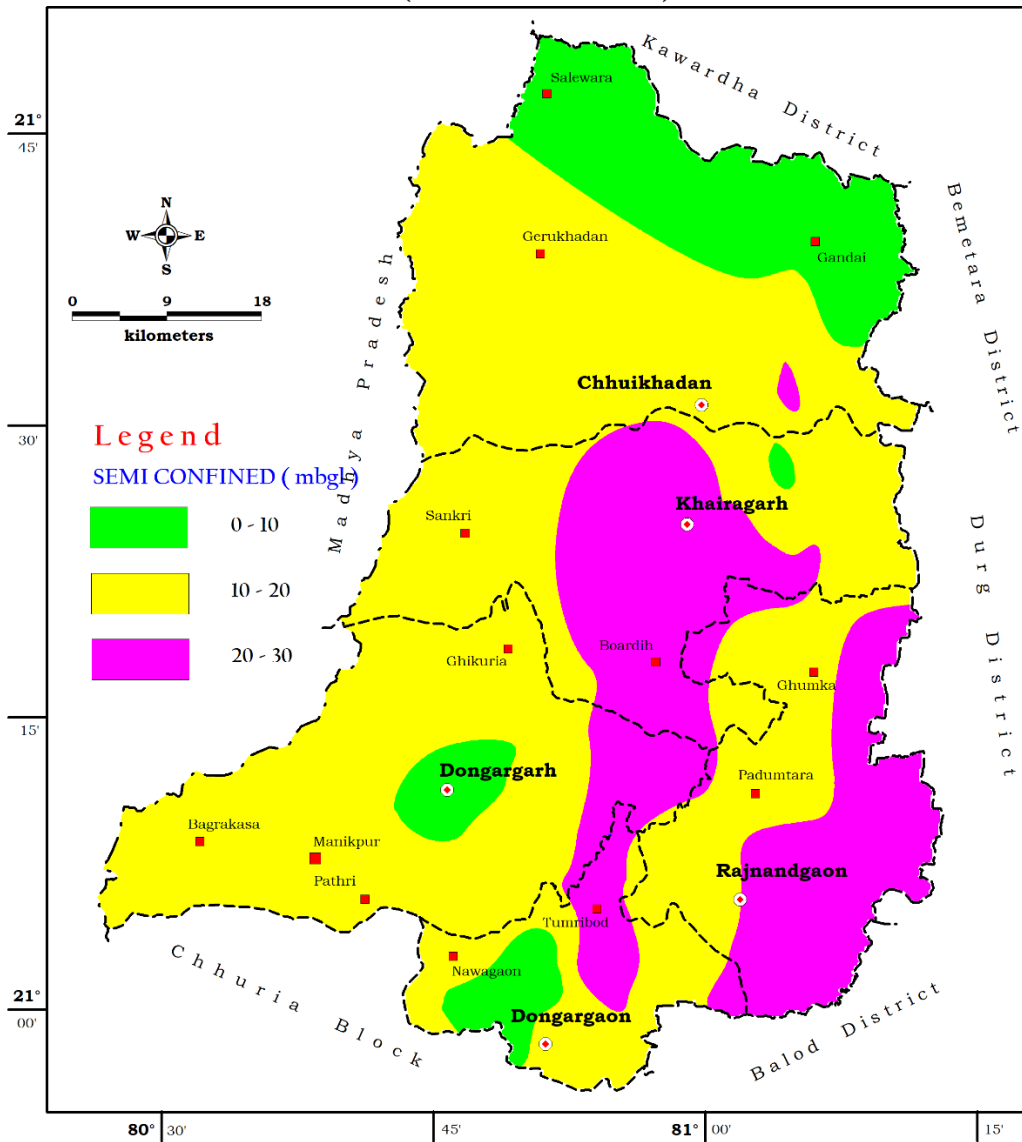 Kawardha District
Salewara
21°
45'
N
W E
S
Gerukhadan
Gandai
Bemetara District
0 9 18
kilometers
Madhya Pradesh
Chhuikhadan
30'
Legend
SEMI CONFINED ( mbgl)
0 - 10
10 - 20
20 - 30
Khairagarh
Sankri
Durg District
Ghikuria
Boardih
Ghumka
15'
Dongargarh
Padumtara
Bagrakasa
Manikpur
Pathri
Rajnandgaon
Tumribod
Chhuria Block
Nawagaon
21°
00'
Dongargaon
Balod District
80° 30' 45' 81° 00' 15'